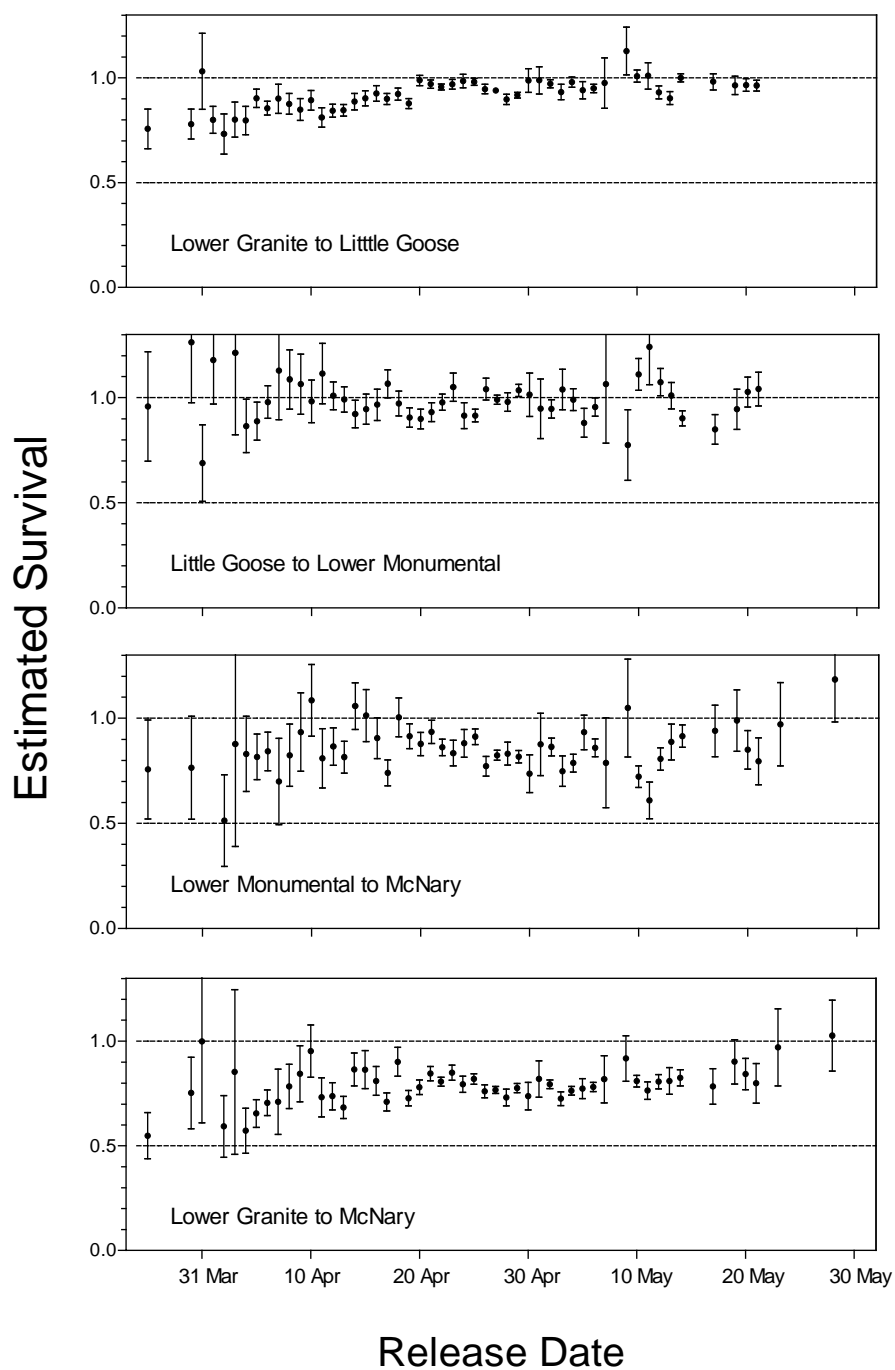 Estimated Survival
1.0
0.5
0.0
Lower Granite to Litttle Goose
1.0
0.5
0.0
Little Goose to Lower Monumental
1.0
0.5
0.0
Lower Monumental to McNary
1.0
0.5
0.0
Lower Granite to McNary
31 Mar 10 Apr 20 Apr 30 Apr 10 May 20 May 30 May
Release Date